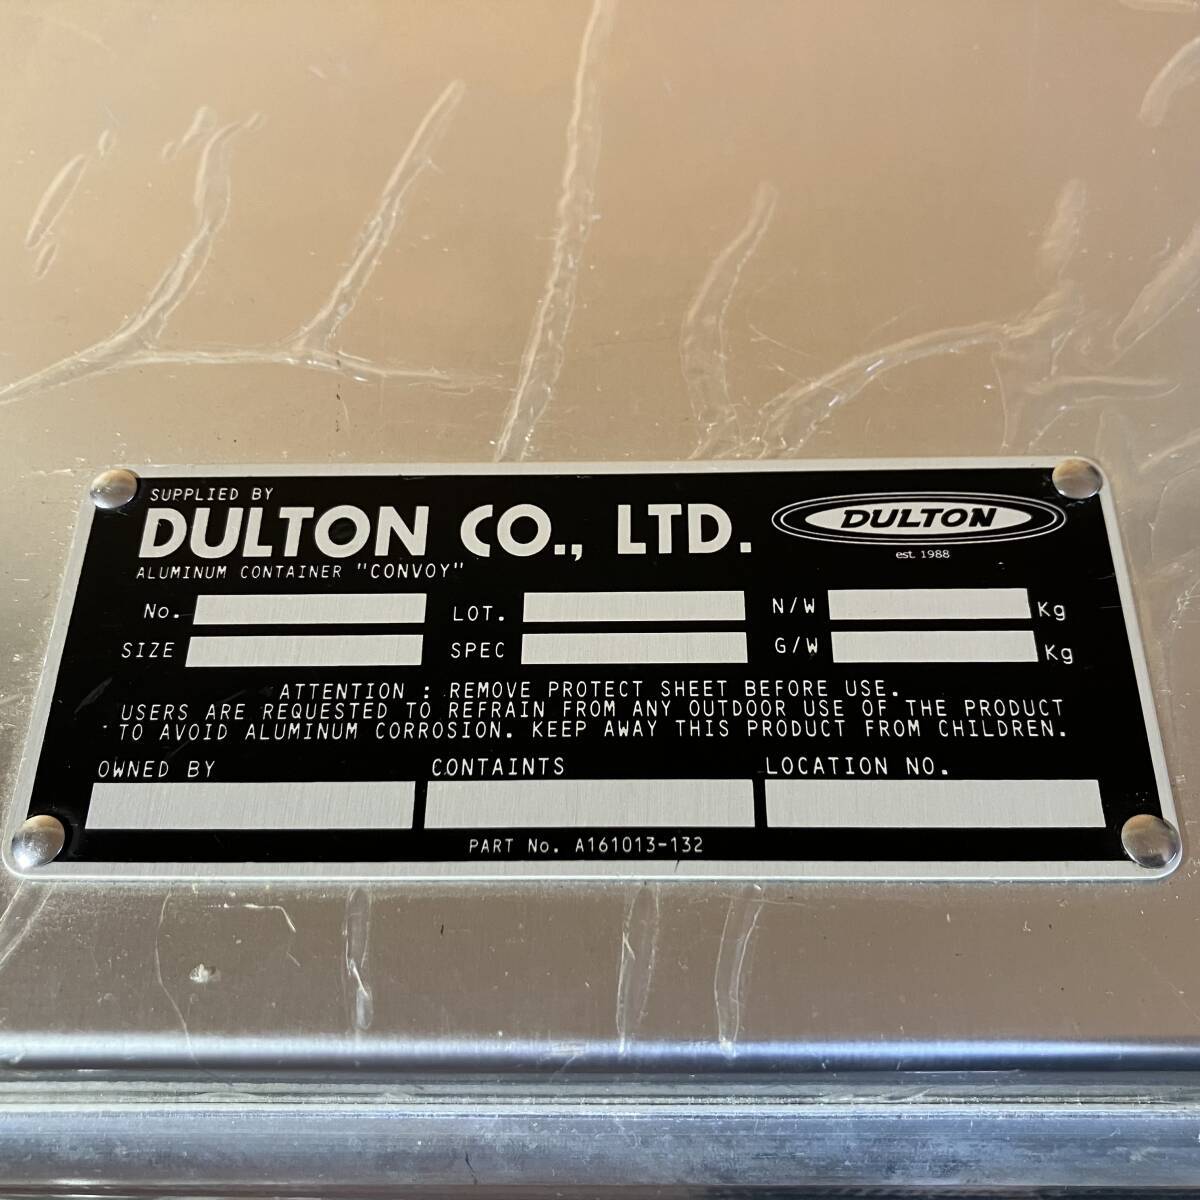 SUPPLIED BY
DULTON CO., LTD.
DULTON
est. 1988
ALUMINUM CONTAINER "CONVOY"
No. LOT. N/W Kg
SIZE SPEC G/W Kg
ATTENTION : REMOVE PROTECT SHEET BEFORE USE.
USERS ARE REQUESTED TO REFRAIN FROM ANY OUTDOOR USE OF THE PRODUCT
TO AVOID ALUMINUM CORROSION. KEEP AWAY THIS PRODUCT FROM CHILDREN.
OWNED BY CONTAINTS LOCATION NO.
PART No. A161013-132